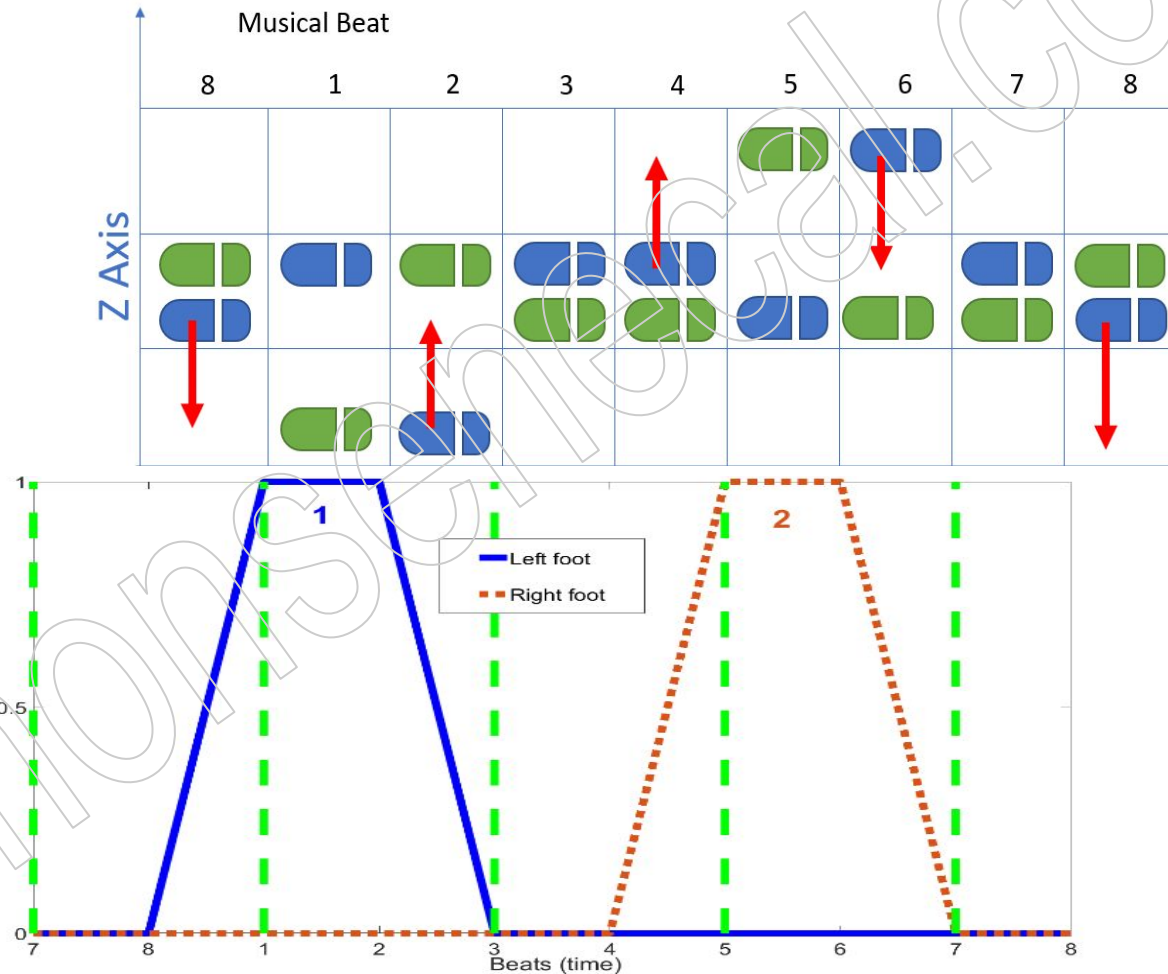 Musical Beat
8 1 2 3 4 5 6 7 8
Z Axis
1
1
2
Left foot
Right foot
0.5
0
7 8 1 2 3 4 5 6 7 8
Beats (time)